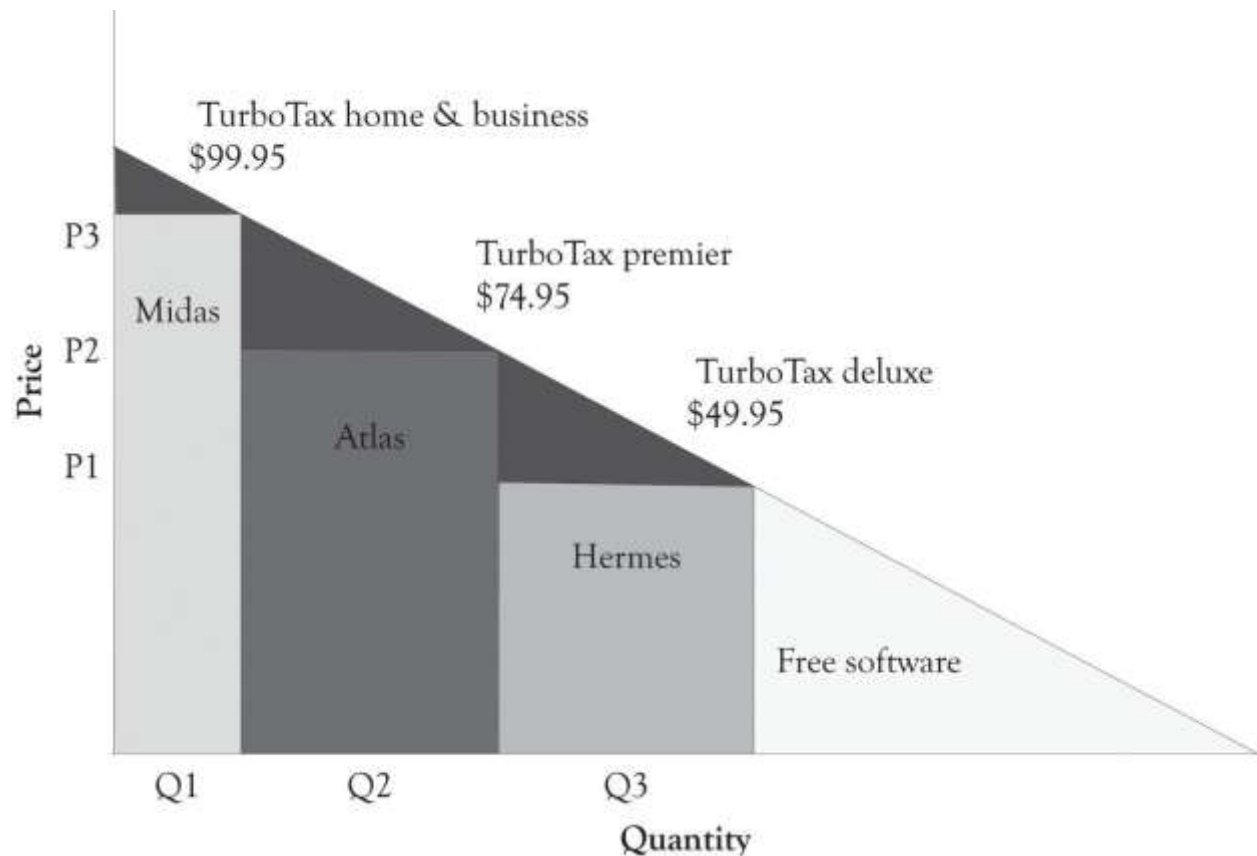 TurboTax home & business
$99.95
P3
TurboTax premier
$74.95
Midas
P2
TurboTax deluxe
$49.95
Price
Atlas
P1
Hermes
Free software
Q1 Q2 Q3
Quantity